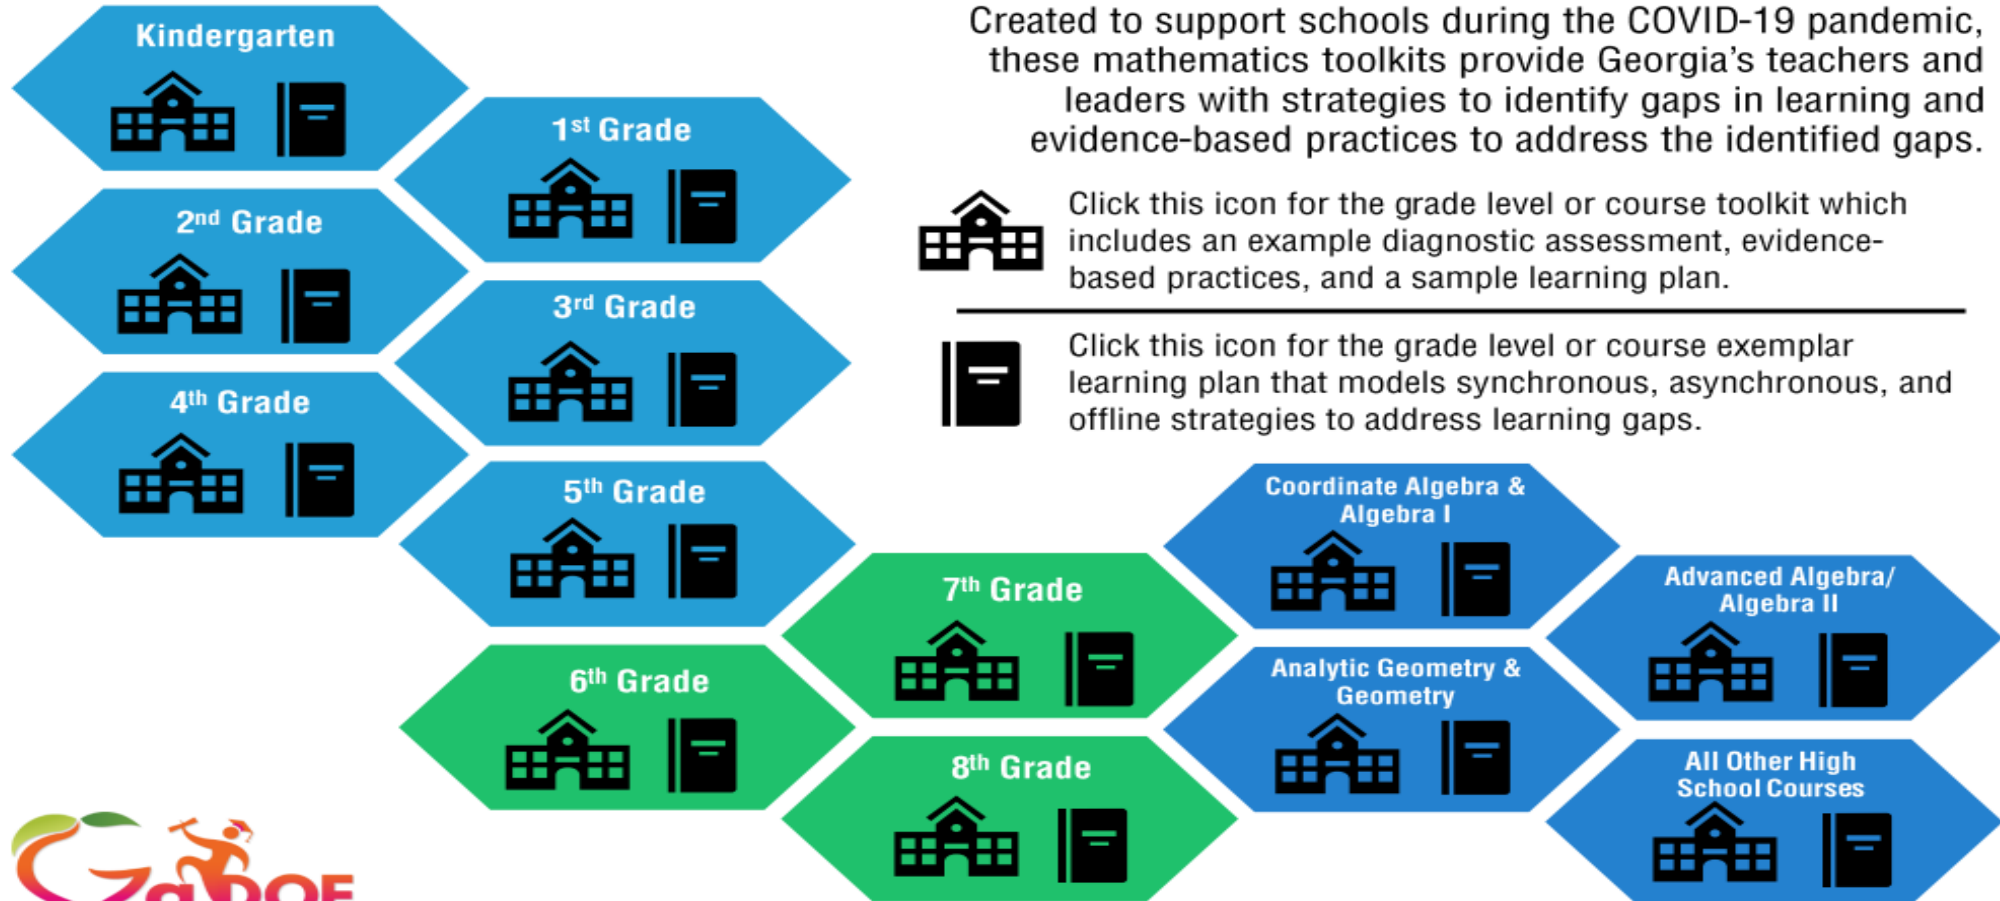 Kindergarten
1st Grade
2nd Grade
3rd Grade
4th Grade
5th Grade
6th Grade
7th Grade
8th Grade
Created to support schools during the COVID-19 pandemic,
these mathematics toolkits provide Georgia's teachers and
leaders with strategies to identify gaps in learning and
evidence-based practices to address the identified gaps.
Click this icon for the grade level or course toolkit which
includes an example diagnostic assessment, evidence-
based practices, and a sample learning plan.
Click this icon for the grade level or course exemplar
learning plan that models synchronous, asynchronous, and
offline strategies to address learning gaps.
Coordinate Algebra &
Algebra I
Advanced Algebra/
Algebra II
Analytic Geometry &
Geometry
All Other High
School Courses
GaDOE